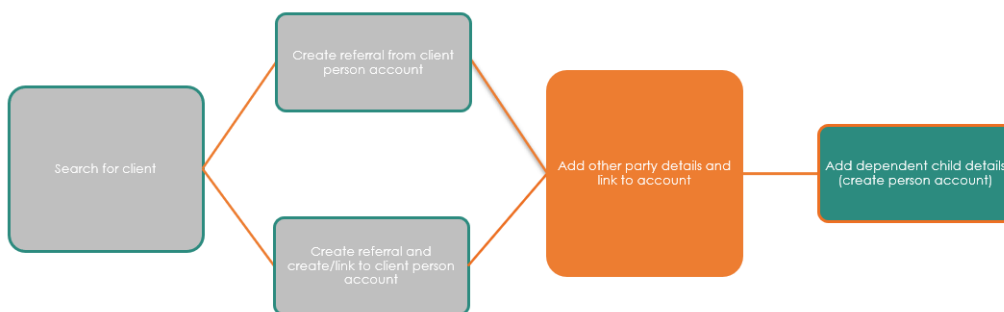 Search for client
Create referral from client
person account
Create referral and
create/link to client person
account
Add other party details and
link to account
Add dependent child details
(create person account)